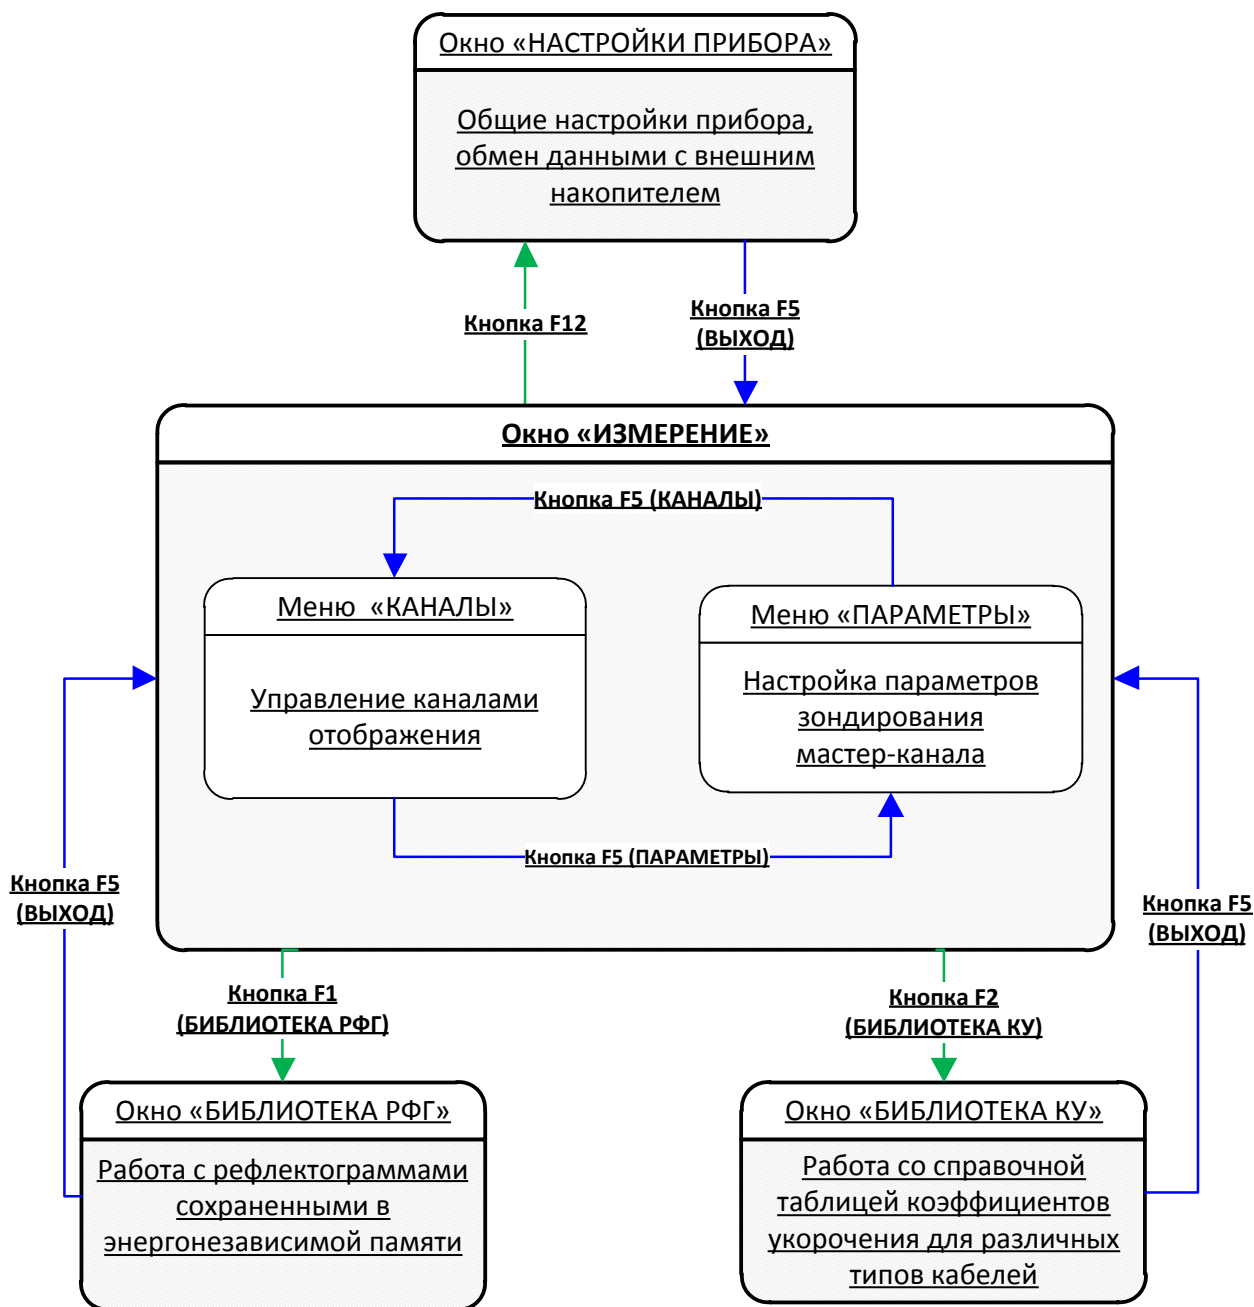 Окно «НАСТРОЙКИ ПРИБОРА»
Общие настройки прибора,
обмен данными с внешним
накопителем
Кнопка F12
Кнопка F5
(ВЫХОД)
Окно «ИЗМЕРЕНИЕ»
Кнопка F5 (КАНАЛЫ)
Меню «КАНАЛЫ»
Управление каналами
отображения
Меню «ПАРАМЕТРЫ»
Настройка параметров
зондирования
мастер-канала
Кнопка F5 (ПАРАМЕТРЫ)
Кнопка F5
(ВЫХОД)
Кнопка F5
(ВЫХОД)
Кнопка F1
(БИБЛИОТЕКА РФГ)
Кнопка F2
(БИБЛИОТЕКА КУ)
Окно «БИБЛИОТЕКА РФГ»
Работа с рефлектограммами
сохраненными в
энергонезависимой памяти
Окно «БИБЛИОТЕКА КУ»
Работа со справочной
таблицей коэффициентов
укорочения для различных
типов кабелей